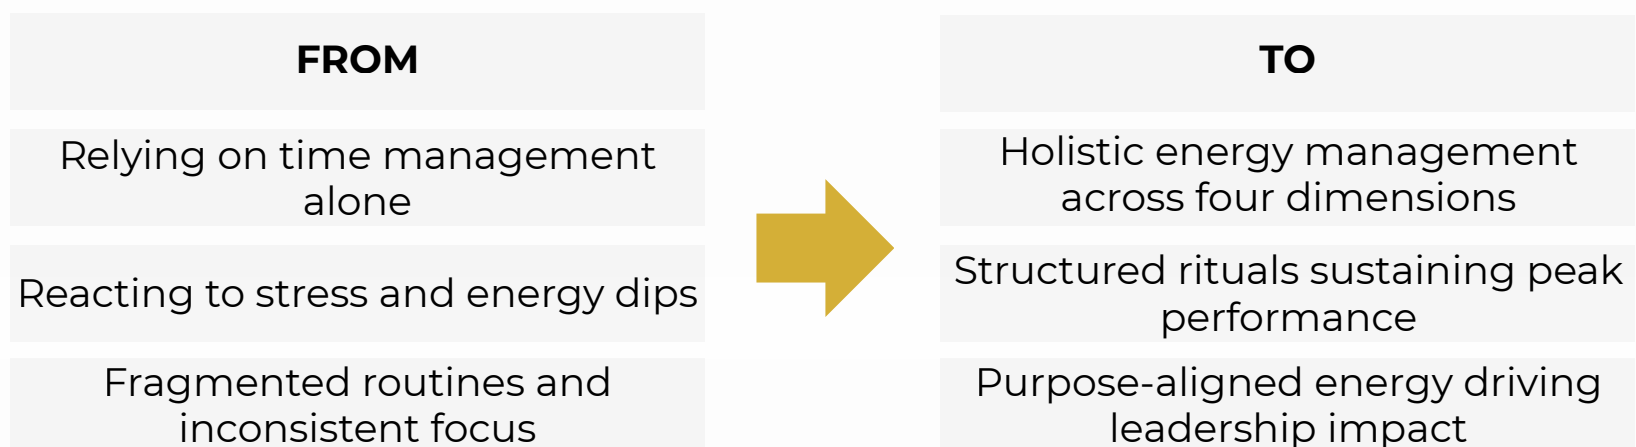 FROM
TO
Relying on time management
alone
Holistic energy management
across four dimensions
Reacting to stress and energy dips
Structured rituals sustaining peak
performance
Fragmented routines and
inconsistent focus
Purpose-aligned energy driving
leadership impact